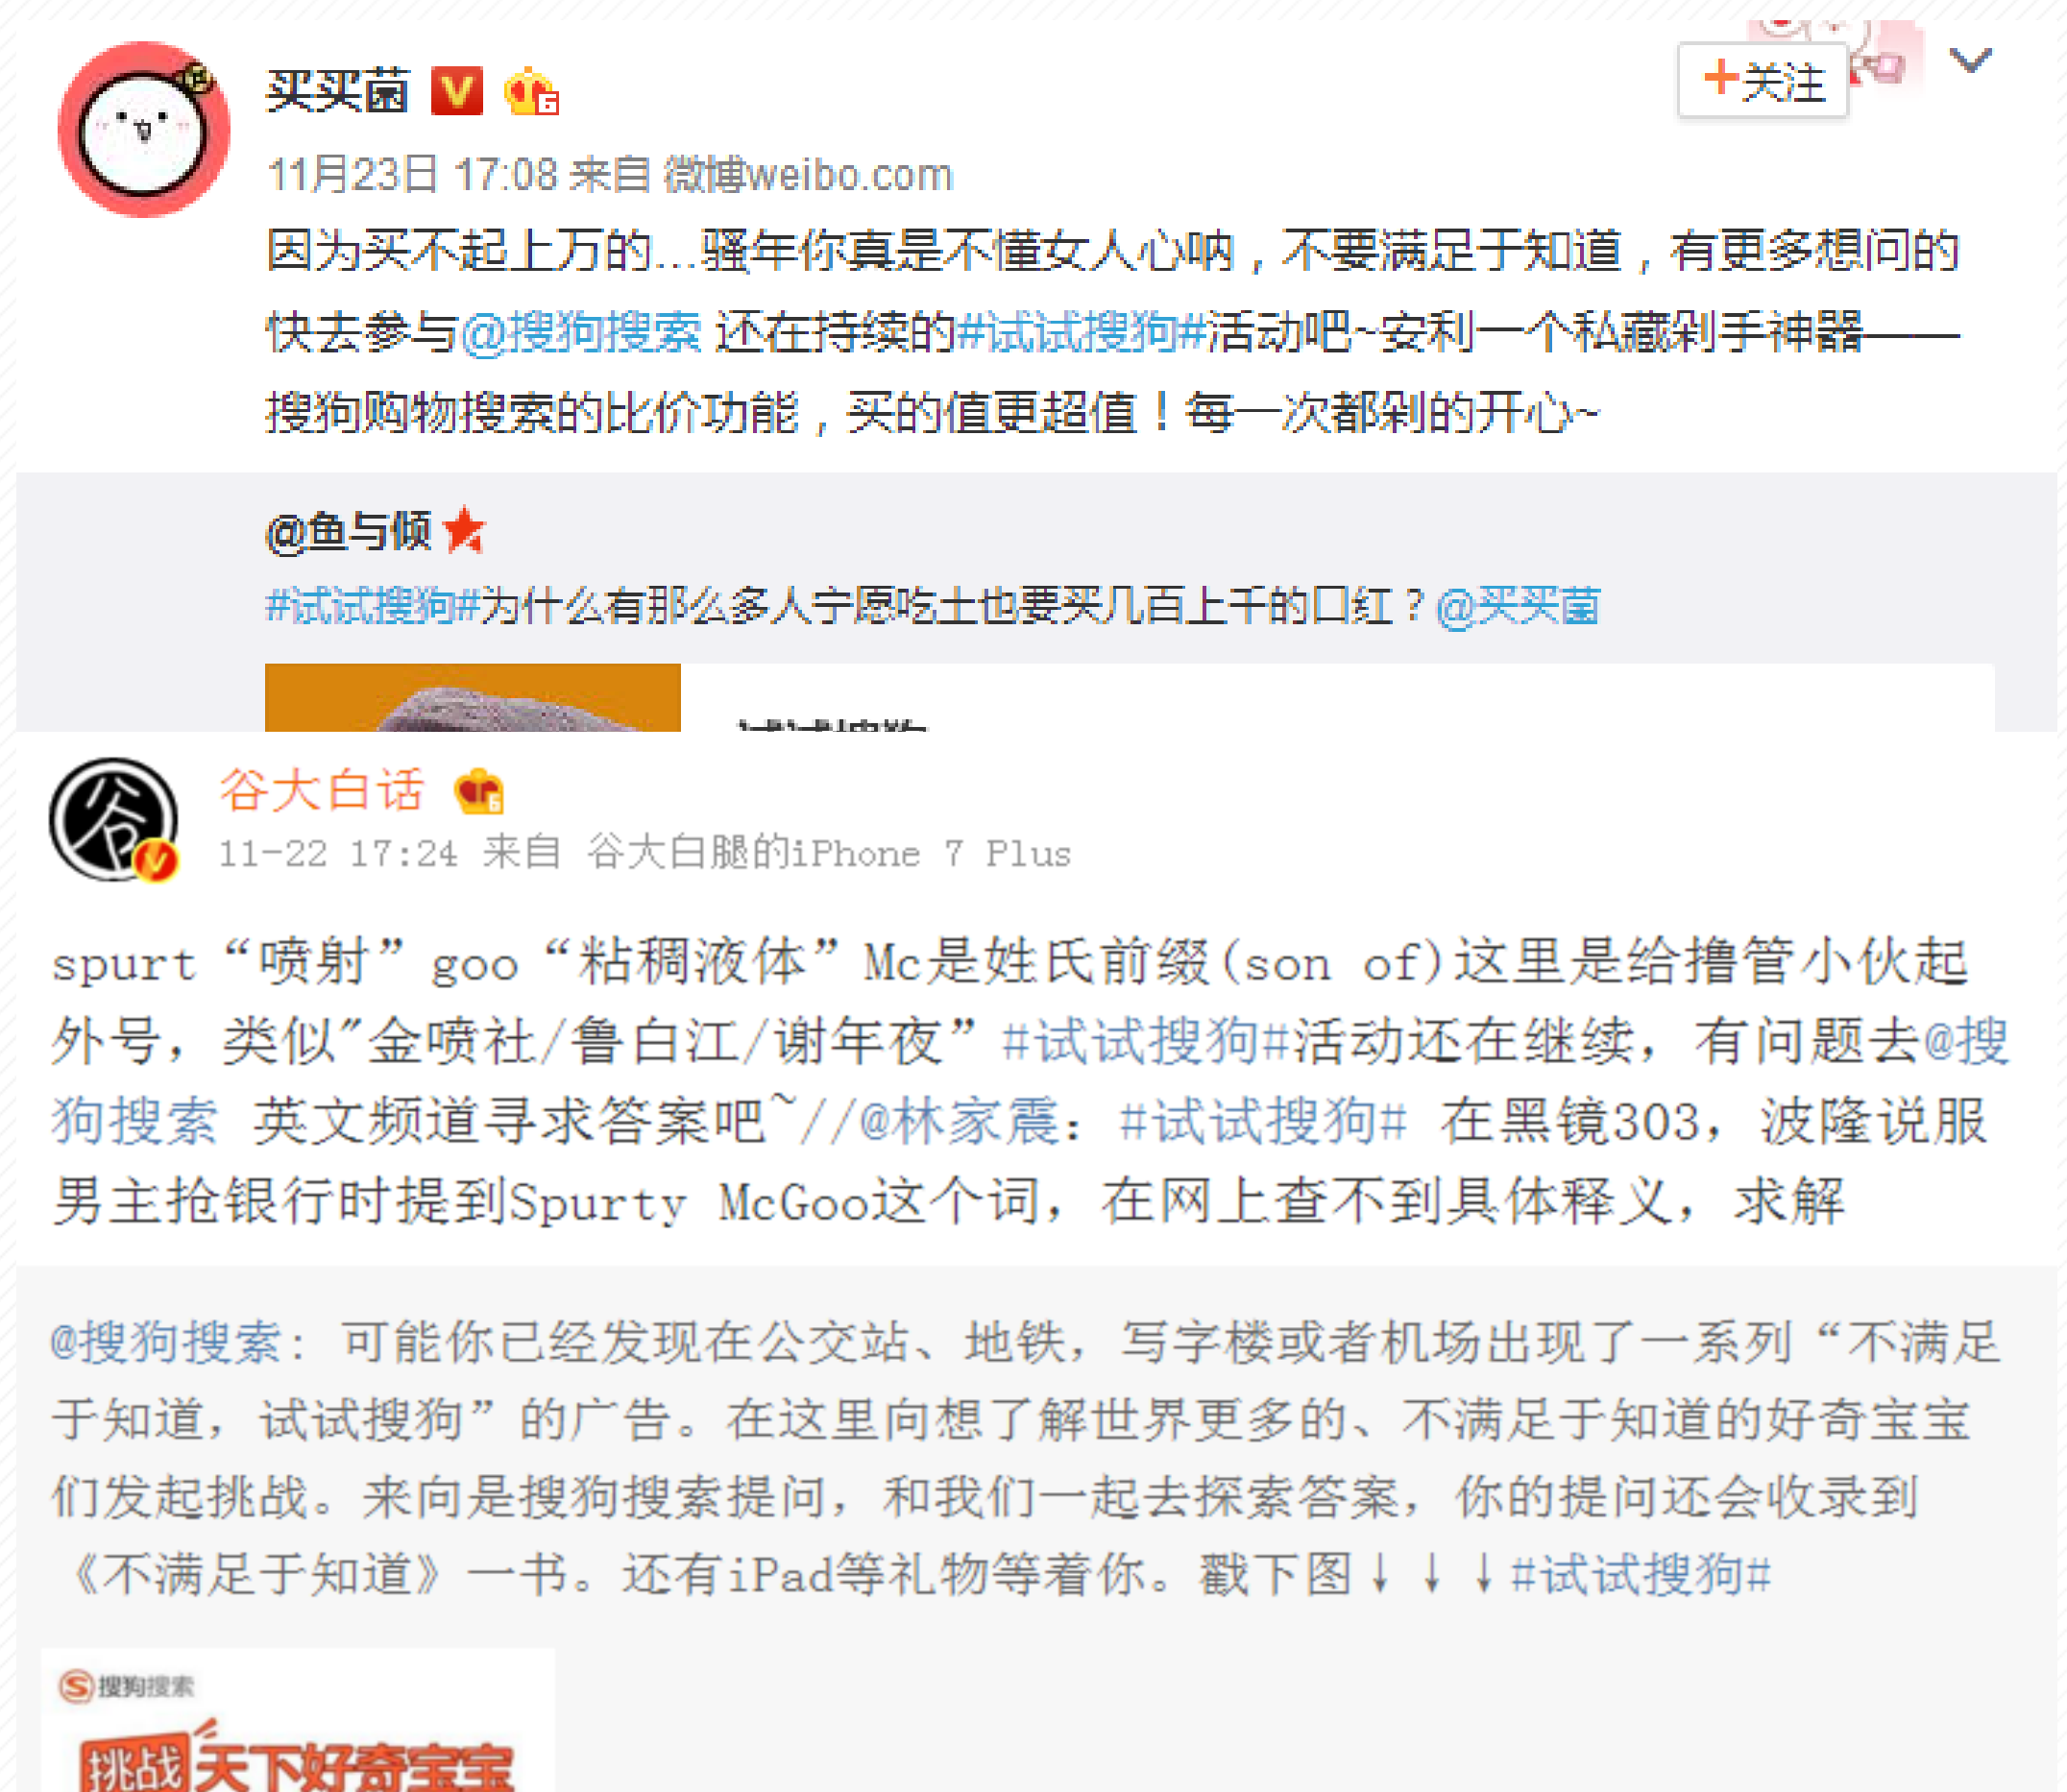 买买菌
+关注
11月23日 17:08 来自 微博weibo.com
因为买不起上万的...骚年你真是不懂女人心呐，不要满足于知道，有更多想问的
快去参与@搜狗搜索 还在持续的#试试搜狗#活动吧~安利一个私藏剁手神器——
搜狗购物搜索的比价功能，买的值更超值！每一次都剁的开心~
@鱼与倾
#试试搜狗#为什么有那么多人宁愿吃土也要买几百上千的口红？@买买菌
试试搜狗
谷大白话
11-22 17:24 来自 谷大白腿的iPhone 7 Plus
spurt“喷射”goo“粘稠液体”Mc是姓氏前缀(son of)这里是给撸管小伙起
外号，类似"金喷社/鲁白江/谢年夜”#试试搜狗#活动还在继续，有问题去@搜
狗搜索 英文频道寻求答案吧~//@林家震：#试试搜狗# 在黑镜303，波隆说服
男主抢银行时提到Spurty McGoo这个词，在网上查不到具体释义，求解
@搜狗搜索：可能你已经发现在公交站、地铁，写字楼或者机场出现了一系列“不满足
于知道，试试搜狗”的广告。在这里向想了解世界更多的、不满足于知道的好奇宝宝
们发起挑战。来向是搜狗搜索提问，和我们一起去探索答案，你的提问还会收录到
《不满足于知道》一书。还有iPad等礼物等着你。戳下图↓↓↓#试试搜狗#
搜狗搜索
挑战天下好奇宝宝